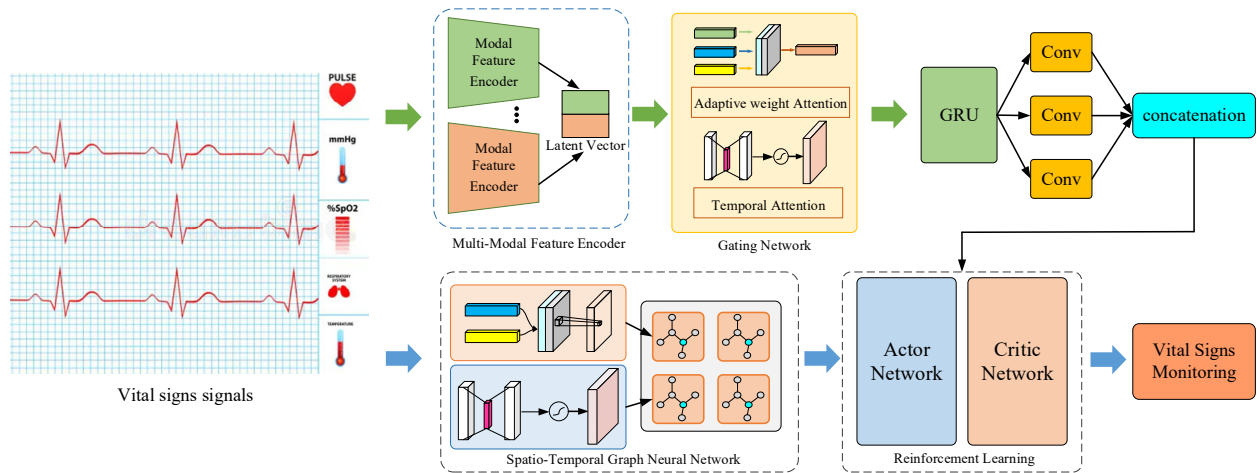 PULSE
mmHg
%SpO2
RESPIRATORY
SYSTEM
TEMPERATURE
Vital signs signals
Modal
Feature
Encoder
Modal
Feature
Encoder
Latent Vector
Multi-Modal Feature Encoder
Adaptive weight Attention
Temporal Attention
Gating Network
GRU
Conv
Conv
Conv
concatenation
Spatio-Temporal Graph Neural Network
Actor
Network
Critic
Network
Reinforcement Learning
Vital Signs
Monitoring